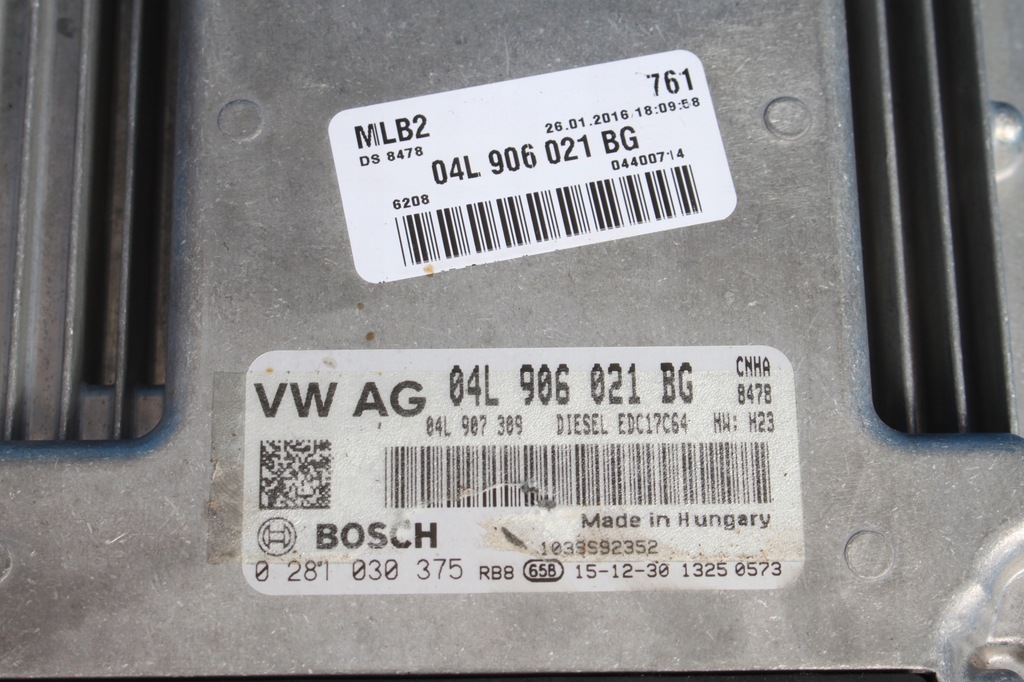 761
MLB2
26.01.2016/18:09:58
DS 8478
04L 906 021 BG
6208
04400714
VW AG 04L 906 021 BG CNHA
8478
04L 907 309 DIESEL EDC17C64 HW: H23
Made in Hungary
BOSCH
0 281 030 375 RB8 65B 15-12-30 1325 0573